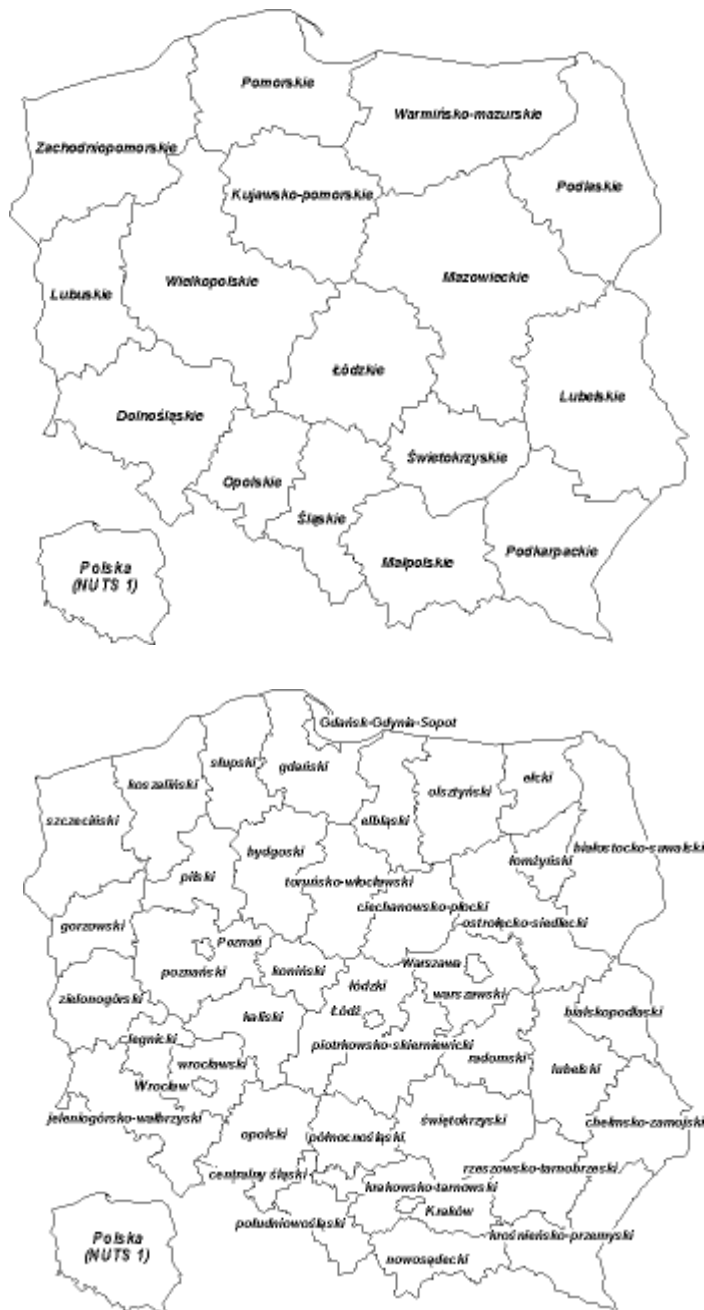 Pomorskie
Warmińsko-mazurskie
Zachodniopomorskie
Podlaskie
Kujawsko-pomorskie
Mazowieckie
Wielkopolskie
Lubuskie
Łódzkie
Lubelskie
Dolnośląskie
Świetokrzyskie
Opolskie
Śląskie
Podkarpackie
Małpolskie
Polska
(NUTS 1)
Gdańsk-Gdynia-Sopot
słupski
gdański
koszaliński
ełcki
olsztyński
szczeciński
elbląski
białostocko-suwalski
bydgoski
łomżyński
pilski
toruńsko-włocławski
ciechanowsko-płocki
ostrołęcko-siedlecki
gorzowski
Poznań
poznański
koniński
Warszawa
łódzki
zielonogórski
warszawski
Łódź
bialskopodlaski
kaliski
legnicki
piotrkowsko-skierniewicki
wrocławski
radomski
lubelski
Wrocław
jeleniogórsko-wałbrzyski
świętokrzyski
chełmsko-zamojski
opolski
północnośląski
rzeszowsko-tarnobrzeski
centralny śląski
krakowsko-tarnowski
Kraków
południowośląski
krośnieńsko-przemyski
nowosądecki
Polska
(NUTS 1)